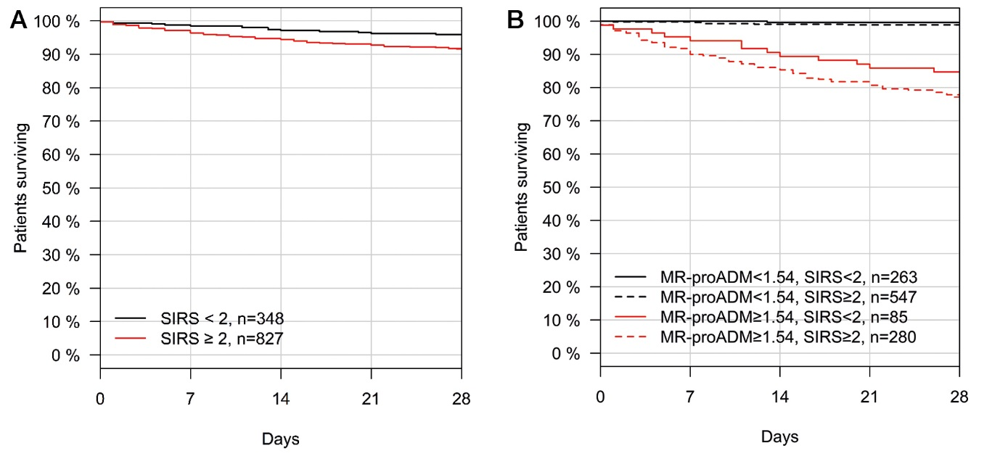 A
100 %
90 %
80 %
70 %
60 %
50 %
40 %
30 %
20 %
10 %
0 %
Patients surviving
SIRS < 2, n=348
SIRS ≥ 2, n=827
0 7 14 21 28
Days
B
100 %
90 %
80 %
70 %
60 %
50 %
40 %
30 %
20 %
10 %
0 %
Patients surviving
MR-proADM<1.54, SIRS<2, n=263
MR-proADM<1.54, SIRS≥2, n=547
MR-proADM≥1.54, SIRS<2, n=85
MR-proADM≥1.54, SIRS≥2, n=280
0 7 14 21 28
Days